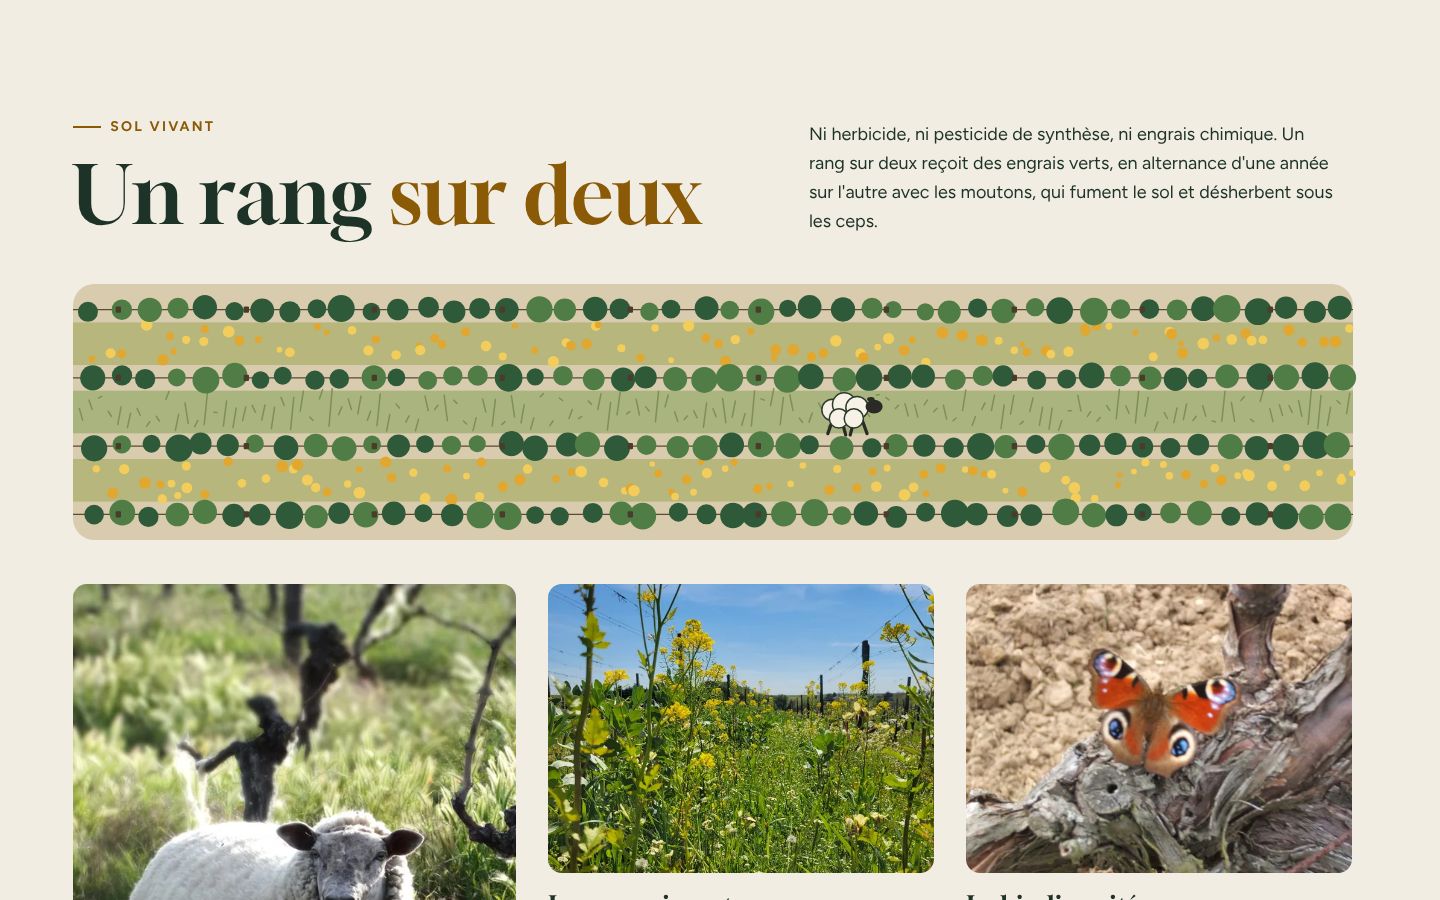 SOL VIVANT
Un rang sur deux
Ni herbicide, ni pesticide de synthèse, ni engrais chimique. Un
rang sur deux reçoit des engrais verts, en alternance d'une année
sur l'autre avec les moutons, qui fument le sol et désherbent sous
les ceps.